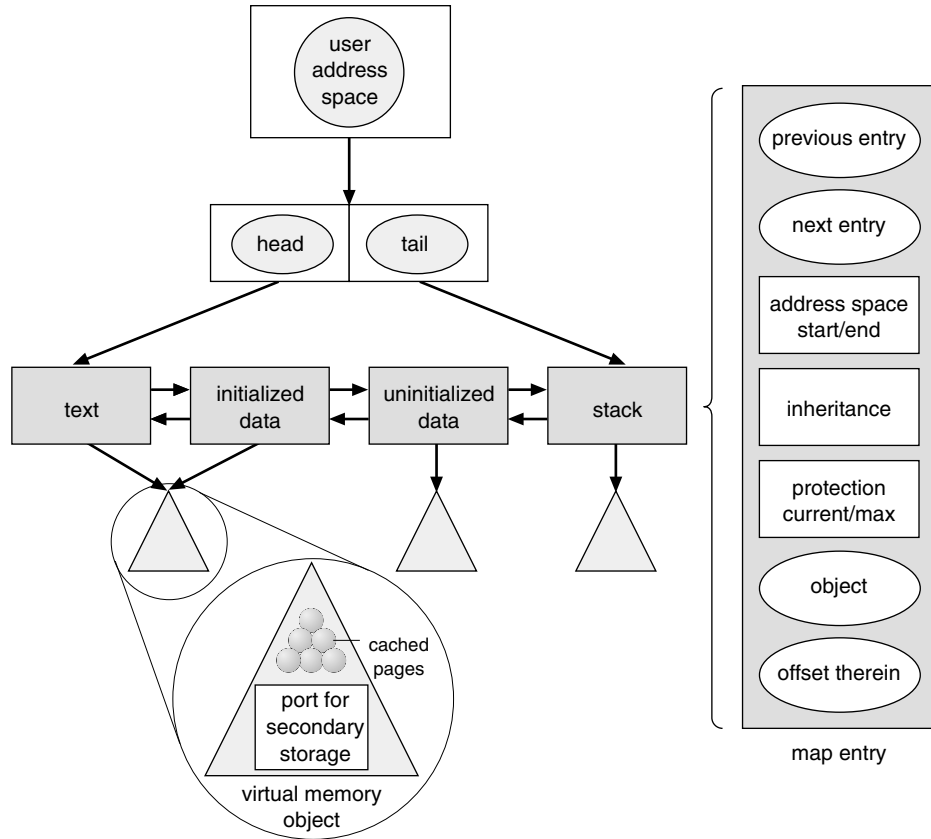 user
address
space
head
tail
text
initialized
data
uninitialized
data
stack
cached
pages
port for
secondary
storage
virtual memory
object
previous entry
next entry
address space
start/end
inheritance
protection
current/max
object
offset therein
map entry